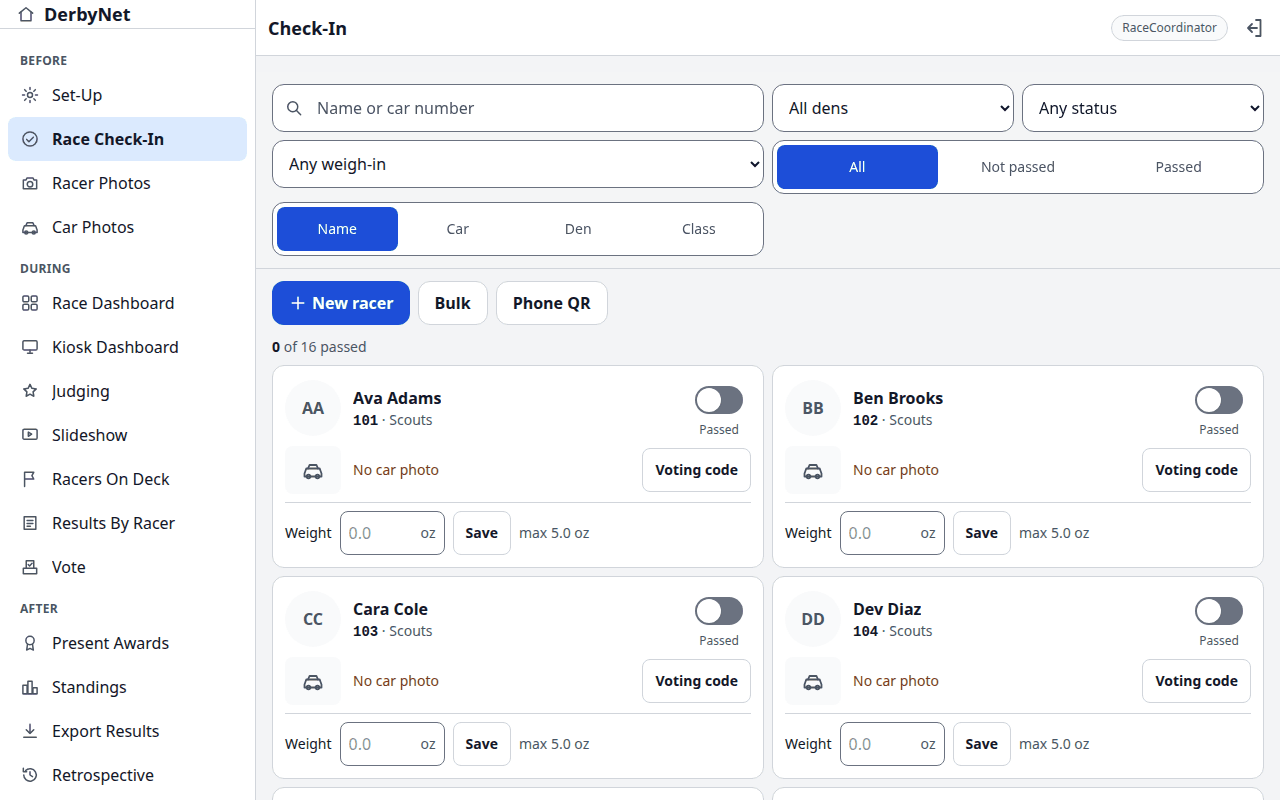 DerbyNet
BEFORE
Set-Up
Race Check-In
Racer Photos
Car Photos
DURING
Race Dashboard
Kiosk Dashboard
Judging
Slideshow
Racers On Deck
Results By Racer
Vote
AFTER
Present Awards
Standings
Export Results
Retrospective
Check-In
RaceCoordinator
Name or car number
All dens
Any status
Any weigh-in
All
Not passed
Passed
Name
Car
Den
Class
New racer
Bulk
Phone QR
0 of 16 passed
AA
Ava Adams
101 · Scouts
Passed
No car photo
Voting code
Weight
0.0
oz
Save
max 5.0 oz
BB
Ben Brooks
102 · Scouts
Passed
No car photo
Voting code
Weight
0.0
oz
Save
max 5.0 oz
CC
Cara Cole
103 · Scouts
Passed
No car photo
Voting code
Weight
0.0
oz
Save
max 5.0 oz
DD
Dev Diaz
104 · Scouts
Passed
No car photo
Voting code
Weight
0.0
oz
Save
max 5.0 oz